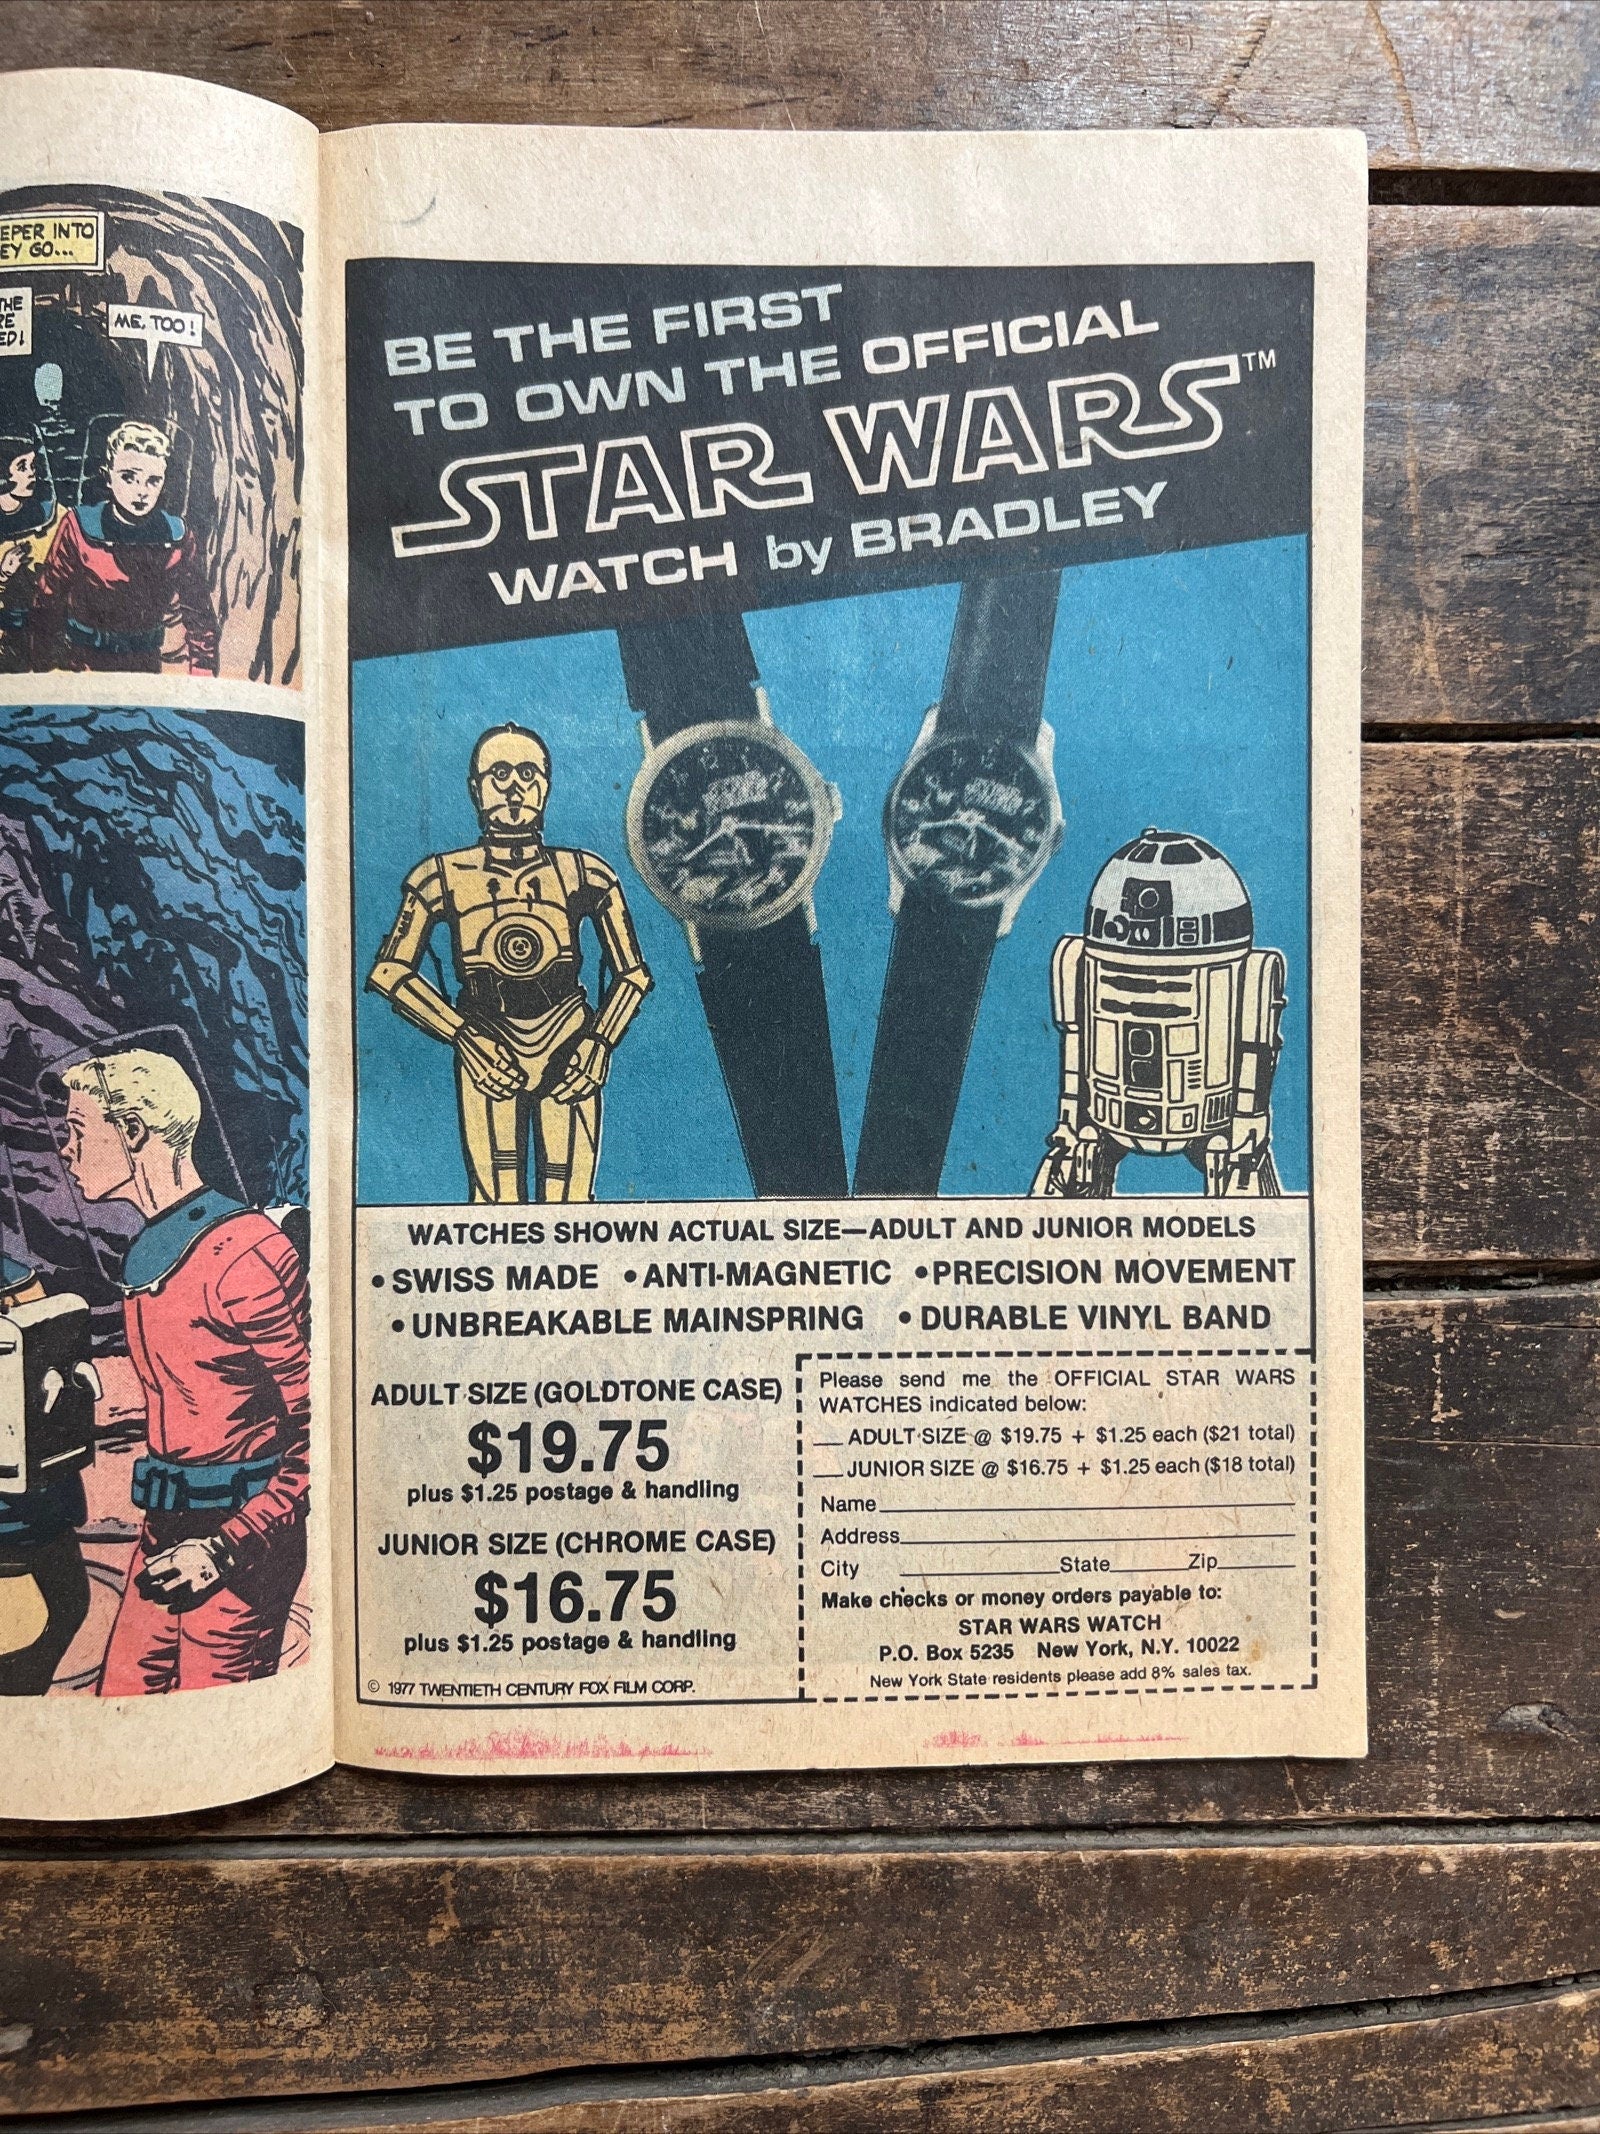 EPER INTO
EY GO...
THE
RE
ED!
ME, TOO!
BE THE FIRST
TO OWN THE OFFICIAL
STAR WARS™
WATCH by BRADLEY
WATCHES SHOWN ACTUAL SIZE—ADULT AND JUNIOR MODELS
• SWISS MADE • ANTI-MAGNETIC • PRECISION MOVEMENT
• UNBREAKABLE MAINSPRING • DURABLE VINYL BAND
ADULT SIZE (GOLDTONE CASE)
$19.75
plus $1.25 postage & handling
JUNIOR SIZE (CHROME CASE)
$16.75
plus $1.25 postage & handling
© 1977 TWENTIETH CENTURY FOX FILM CORP.
Please send me the OFFICIAL STAR WARS
WATCHES indicated below:
___ ADULT SIZE @ $19.75 + $1.25 each ($21 total)
___ JUNIOR SIZE @ $16.75 + $1.25 each ($18 total)
Name
Address
City State Zip
Make checks or money orders payable to:
STAR WARS WATCH
P.O. Box 5235 New York, N.Y. 10022
New York State residents please add 8% sales tax.